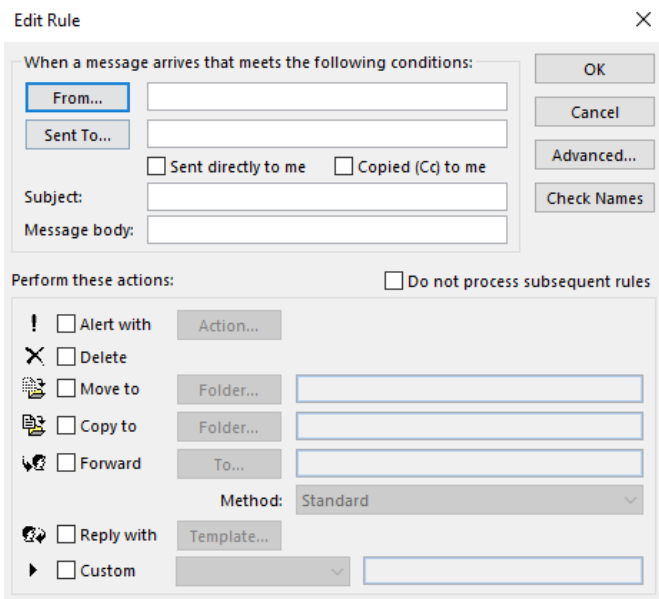 Edit Rule
When a message arrives that meets the following conditions:
OK
From...
Cancel
Sent To...
Advanced...
Sent directly to me Copied (Cc) to me
Subject:
Check Names
Message body:
Perform these actions: Do not process subsequent rules
! Alert with Action...
Delete
Move to Folder...
Copy to Folder...
Forward To...
Method: Standard
Reply with Template...
Custom